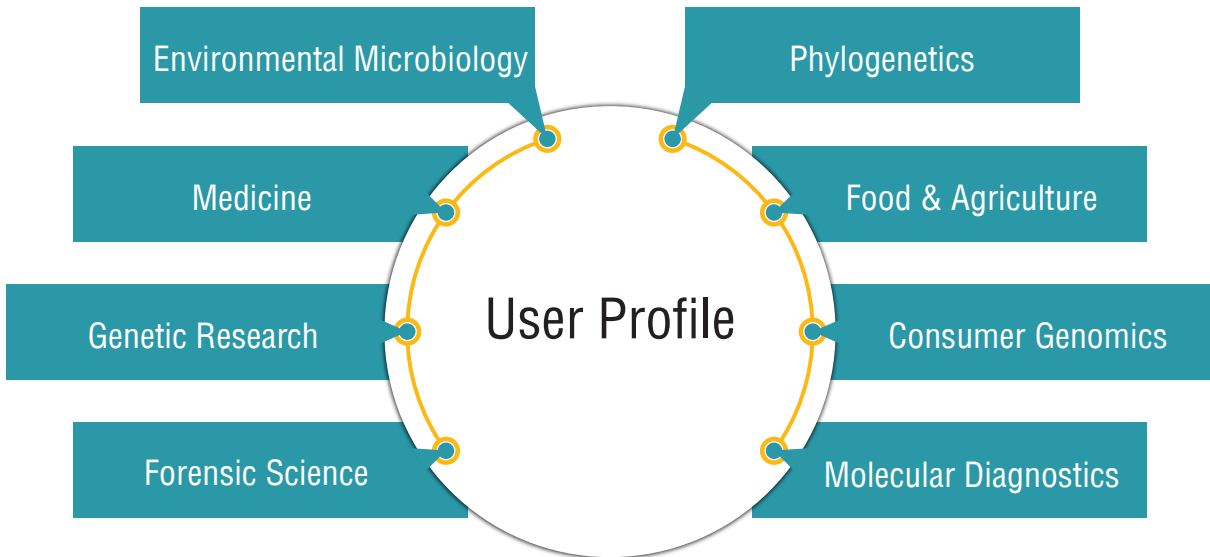 Environmental Microbiology
Phylogenetics
Medicine
Food & Agriculture
Genetic Research
User Profile
Consumer Genomics
Forensic Science
Molecular Diagnostics